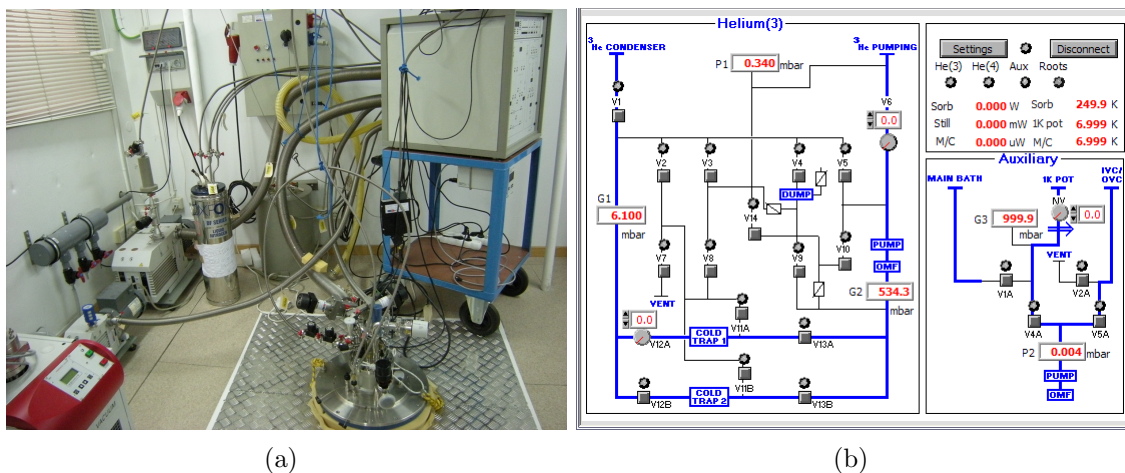 Helium(3)
³He CONDENSER
³He PUMPING
P1 0.340 mbar
V1
V6
0.0
V2 V3 V4 V5
DUMP
G1
6.100
mbar
V14
V7 V8 V9 V10
PUMP
OMF
VENT
G2 534.3
mbar
0.0
V11A
V12A
COLD
TRAP 1
V13A
V11B
V12B
COLD
TRAP 2
V13B
Settings Disconnect
He(3) He(4) Aux Roots
Sorb 0.000 W Sorb 249.9 K
Still 0.000 mW 1K pot 6.999 K
M/C 0.000 uW M/C 6.999 K
Auxiliary
MAIN BATH 1K POT IVC/
OVC
NV
G3 999.9
mbar
0.0
VENT
V1A V2A
V4A V5A
P2 0.004 mbar
PUMP
OMF
(a) (b)